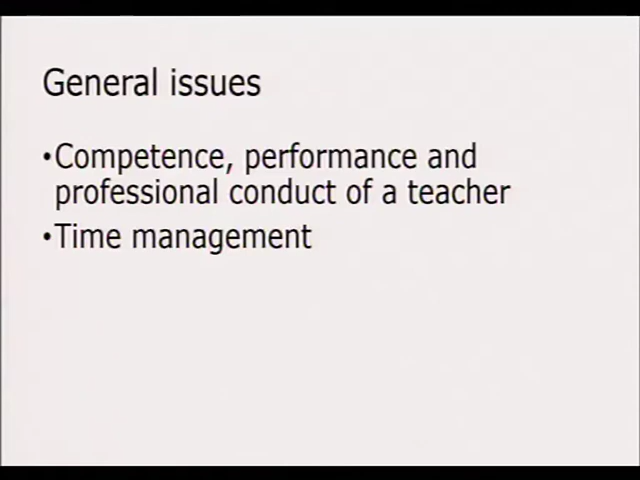 General issues
•Competence, performance and
professional conduct of a teacher
•Time management